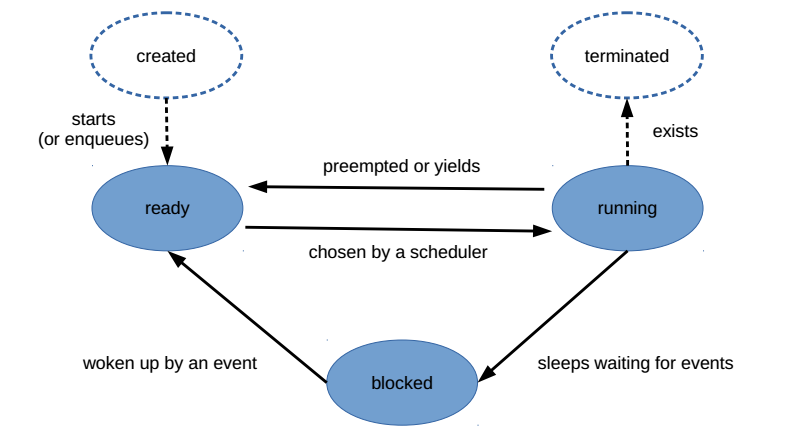 created
terminated
starts
(or enqueues)
exists
preempted or yields
ready
running
chosen by a scheduler
woken up by an event
sleeps waiting for events
blocked